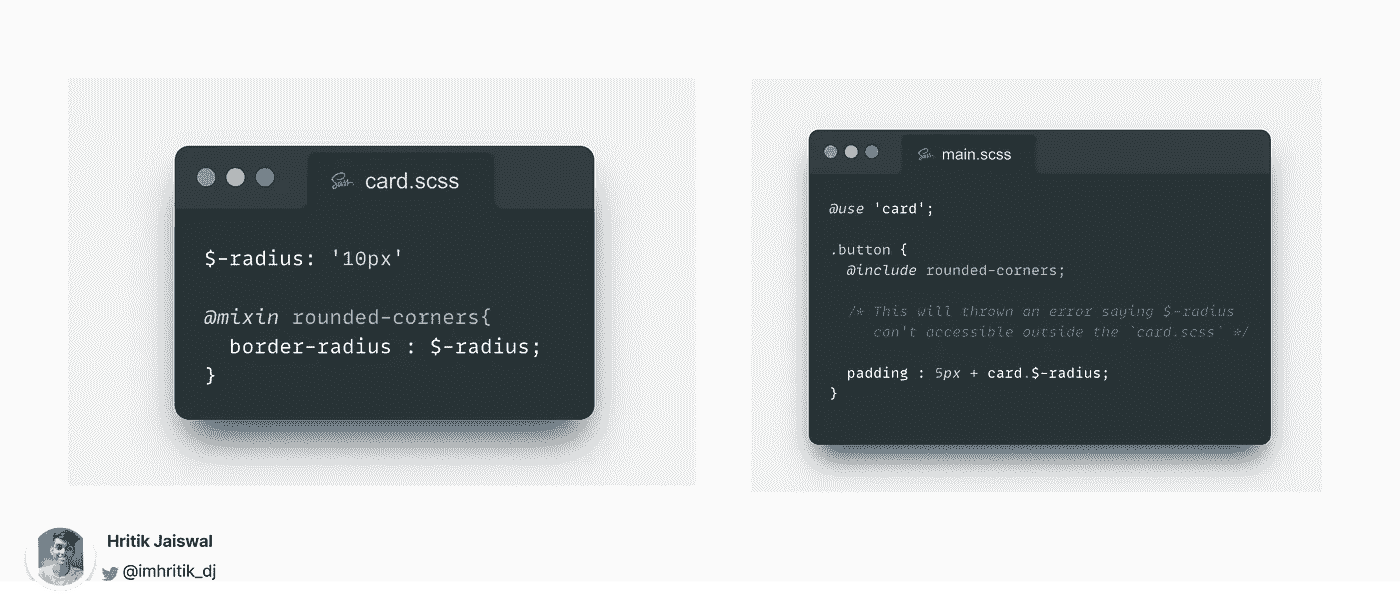 Sass card.scss
$-radius: '10px'
@mixin rounded-corners{
border-radius : $-radius;
}
Sass main.scss
@use 'card';
.button {
@include rounded-corners;
/* This will thrown an error saying $-radius
can't accessible outside the `card.scss` */
padding : 5px + card.$-radius;
}
Hritik Jaiswal
@imhritik_dj